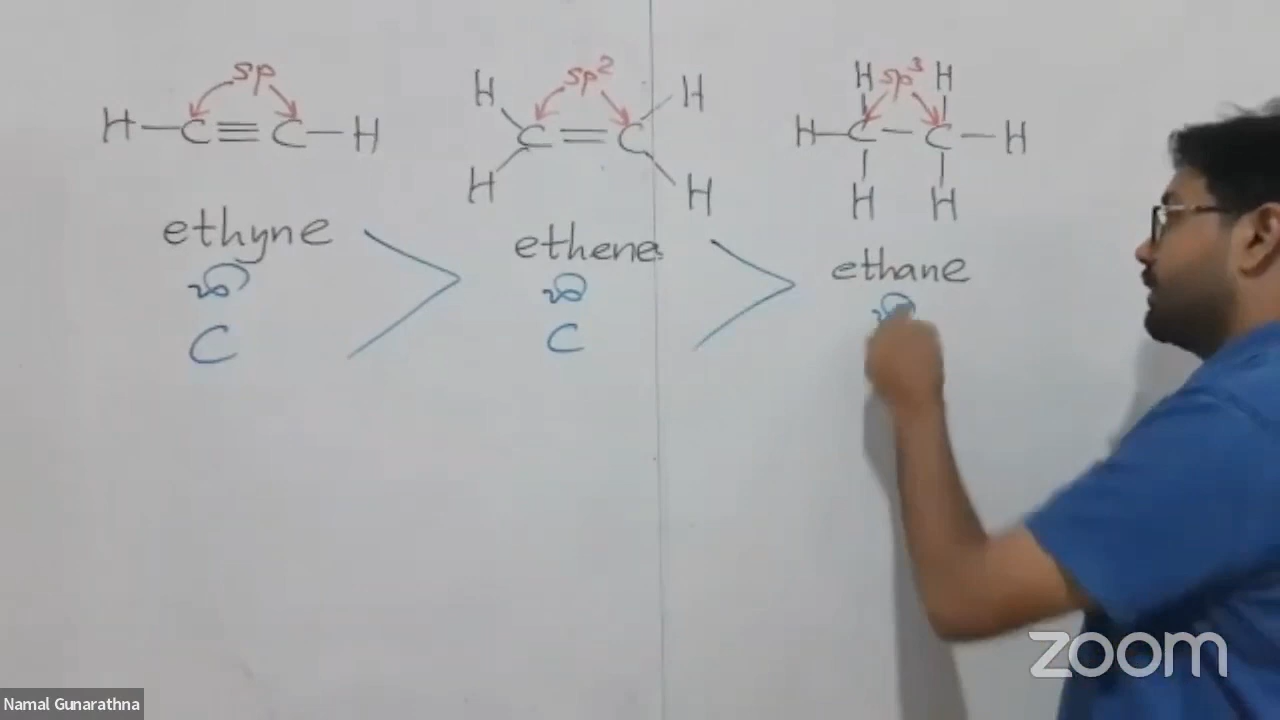 sp
H—C≡C—H
ethyne
හි
C
>
sp²
H H
C=C
H H
ethene
හි
C
>
H sp³ H
H—C—C—H
H H
ethane
zoom
Namal Gunarathna